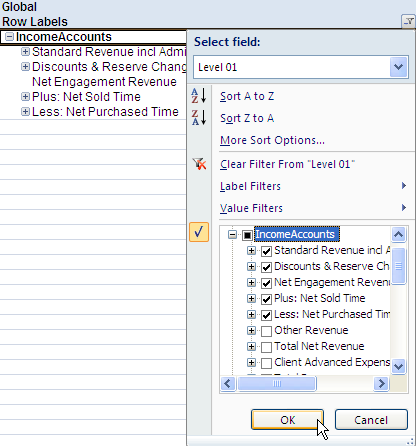 Global
Row Labels
IncomeAccounts
Standard Revenue incl Admi
Discounts & Reserve Chang
Net Engagement Revenue
Plus: Net Sold Time
Less: Net Purchased Time
Select field:
Level 01
Sort A to Z
Sort Z to A
More Sort Options...
Clear Filter From "Level 01"
Label Filters
Value Filters
IncomeAccounts
Standard Revenue incl A
Discounts & Reserve Ch
Net Engagement Revenu
Plus: Net Sold Time
Less: Net Purchased Tim
Other Revenue
Total Net Revenue
Client Advanced Expens
OK
Cancel